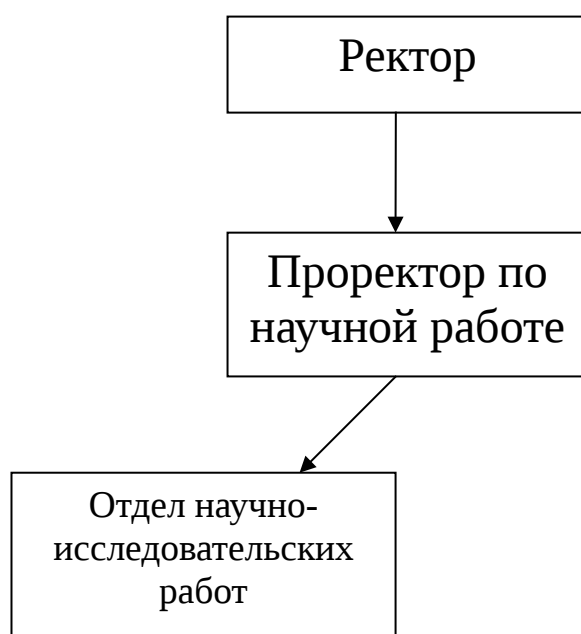 Ректор
Проректор по
научной работе
Отдел научно-
исследовательских
работ